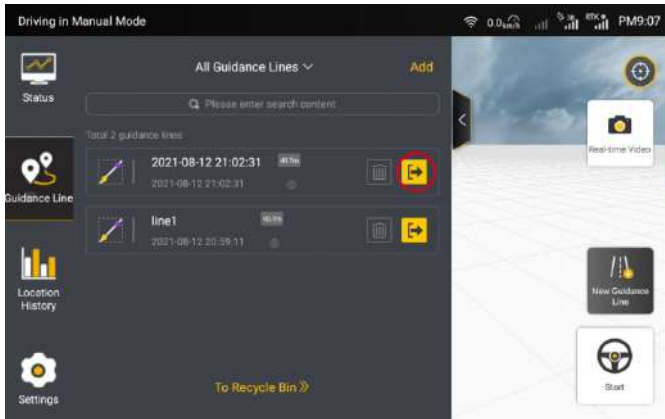 Driving in Manual Mode
0.0 km/h
PM9:07
Status
All Guidance Lines
Add
Please enter search content
Total 2 guidance lines
2021-08-12 21:02:31
2021-08-12 21:02:31
Guidance Line
line1
2021-08-12 20:59:11
Location
History
To Recycle Bin
Settings
Real-time Video
New Guidance
Line
Start